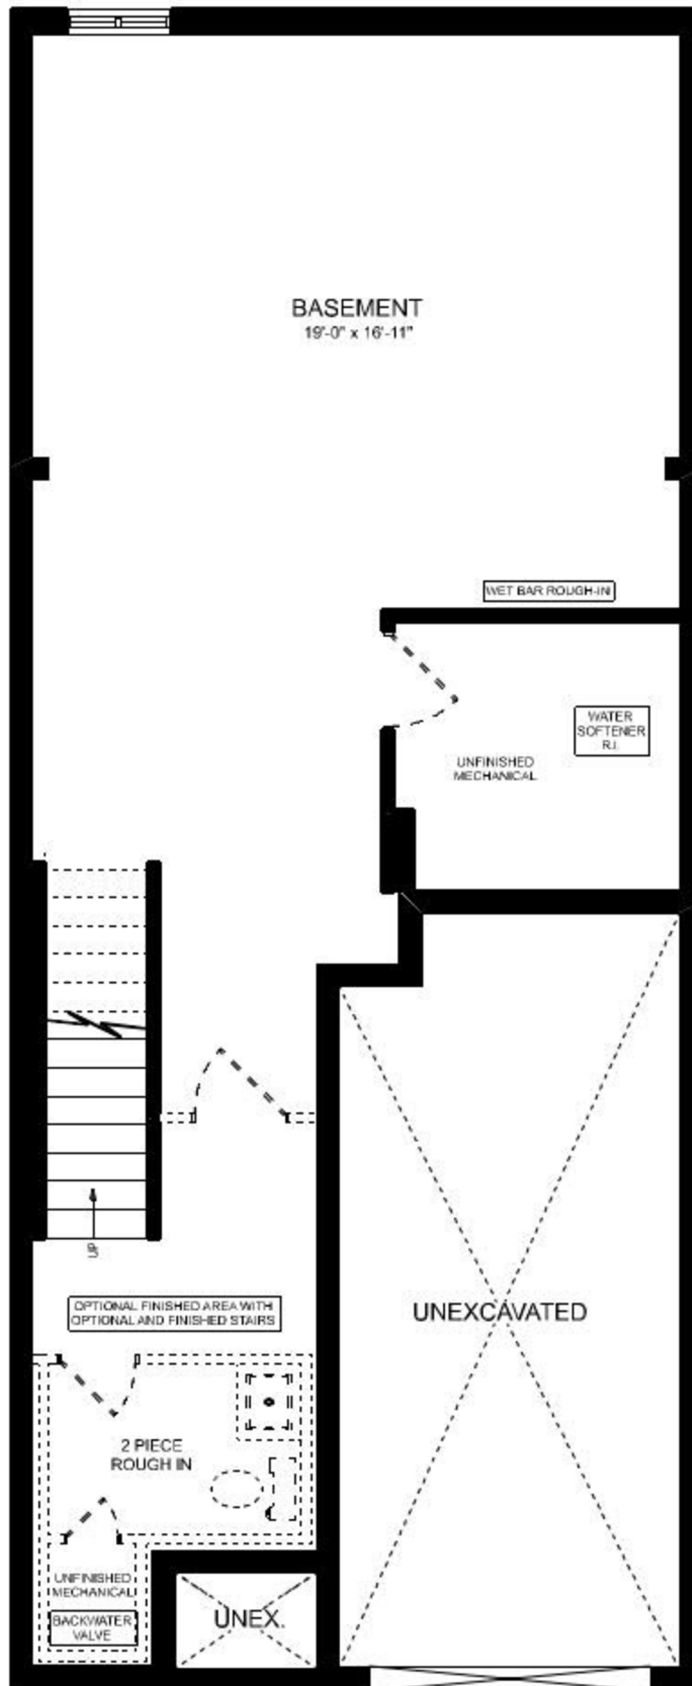 BASEMENT
19'-0" x 16'-11"
WET BAR ROUGH-IN
WATER
SOFTENER
R.I.
UNFINISHED
MECHANICAL
UP
OPTIONAL FINISHED AREA WITH
OPTIONAL AND FINISHED STAIRS
UNEXCAVATED
2 PIECE
ROUGH IN
UNFINISHED
MECHANICAL
BACKWATER
VALVE
UNEX.